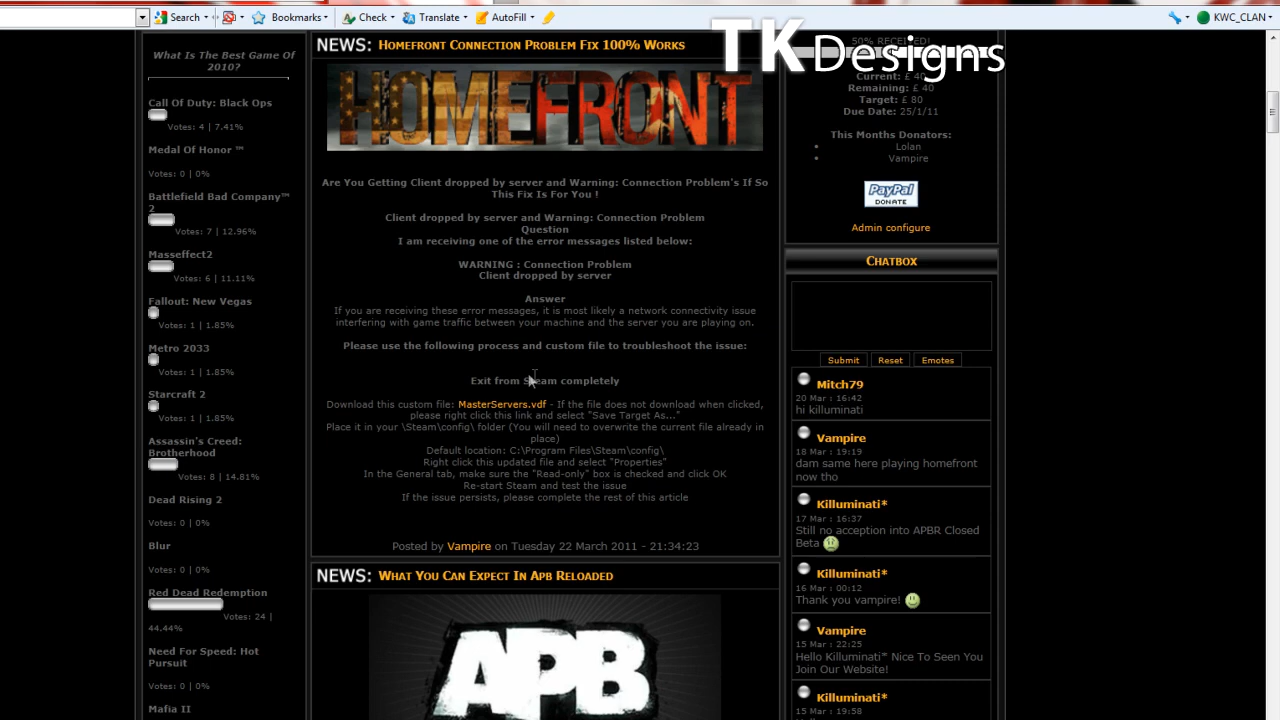 Search
Bookmarks
Check
Translate
AutoFill
KWC_CLAN
TK Designs
What Is The Best Game Of
2010?
Call Of Duty: Black Ops
Votes: 4 | 7.41%
Medal Of Honor ™
Votes: 0 | 0%
Battlefield Bad Company™
2
Votes: 7 | 12.96%
Masseffect2
Votes: 6 | 11.11%
Fallout: New Vegas
Votes: 1 | 1.85%
Metro 2033
Votes: 1 | 1.85%
Starcraft 2
Votes: 1 | 1.85%
Assassin's Creed:
Brotherhood
Votes: 8 | 14.81%
Dead Rising 2
Votes: 0 | 0%
Blur
Votes: 0 | 0%
Red Dead Redemption
Votes: 24 |
44.44%
Need For Speed: Hot
Pursuit
Votes: 0 | 0%
Mafia II
NEWS: Homefront Connection Problem Fix 100% Works
HOMEFRONT
Are You Getting Client dropped by server and Warning: Connection Problem's If So
This Fix Is For You !
Client dropped by server and Warning: Connection Problem
Question
I am receiving one of the error messages listed below:
WARNING : Connection Problem
Client dropped by server
Answer
If you are receiving these error messages, it is most likely a network connectivity issue
interfering with game traffic between your machine and the server you are playing on.
Please use the following process and custom file to troubleshoot the issue:
Exit from Steam completely
Download this custom file: MasterServers.vdf - If the file does not download when clicked,
please right click this link and select "Save Target As..."
Place it in your \Steam\config\ folder (You will need to overwrite the current file already in
place)
Default location: C:\Program Files\Steam\config\
Right click this updated file and select "Properties"
In the General tab, make sure the "Read-only" box is checked and click OK
Re-start Steam and test the issue
If the issue persists, please complete the rest of this article
Posted by Vampire on Tuesday 22 March 2011 - 21:34:23
NEWS: What You Can Expect In Apb Reloaded
APB
50% RECEIVED!
Current: £ 40
Remaining: £ 40
Target: £ 80
Due Date: 25/1/11
This Months Donators:
Lolan
Vampire
PayPal
DONATE
Admin configure
Chatbox
Submit
Reset
Emotes
Mitch79
20 Mar : 16:42
hi killuminati
Vampire
18 Mar : 19:19
dam same here playing homefront
now tho
Killuminati*
17 Mar : 16:37
Still no acception into APBR Closed
Beta
Killuminati*
16 Mar : 00:12
Thank you vampire!
Vampire
15 Mar : 22:25
Hello Killuminati* Nice To Seen You
Join Our Website!
Killuminati*
15 Mar : 19:58